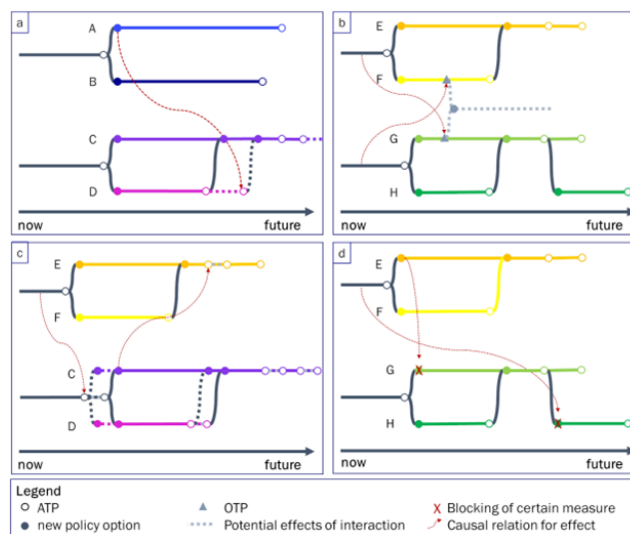 a
A
B
C
D
now future
b
E
F
G
H
now future
c
E
F
C
D
now future
d
E
F
G
H
now future
Legend
ATP OTP Blocking of certain measure
new policy option Potential effects of interaction Causal relation for effect